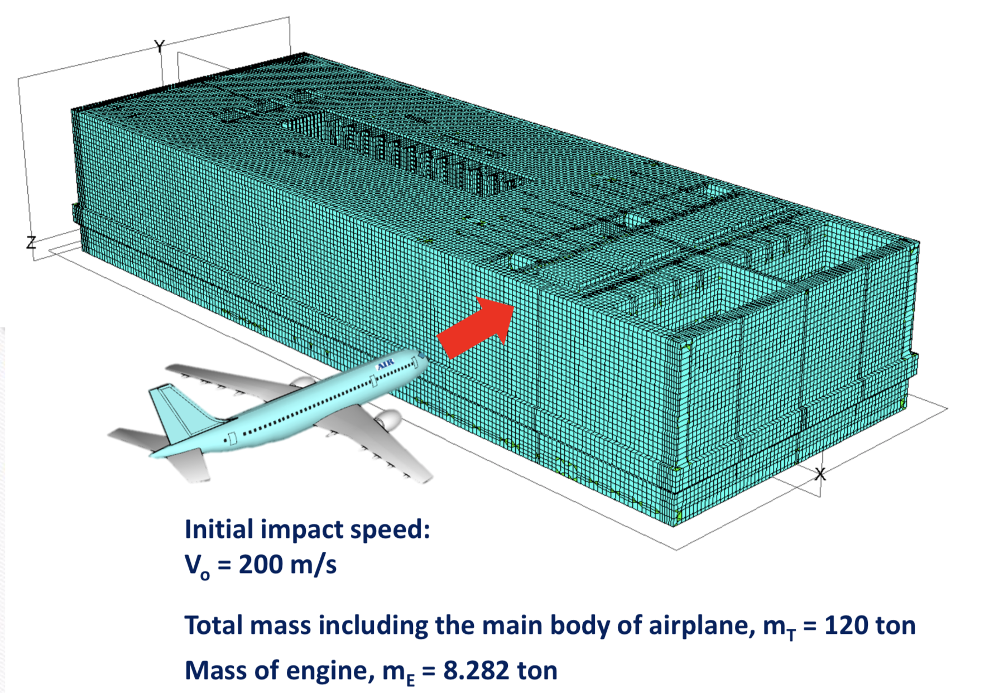 Y
Z
AIR
X
Initial impact speed:
Vo = 200 m/s
Total mass including the main body of airplane, mT = 120 ton
Mass of engine, mE = 8.282 ton